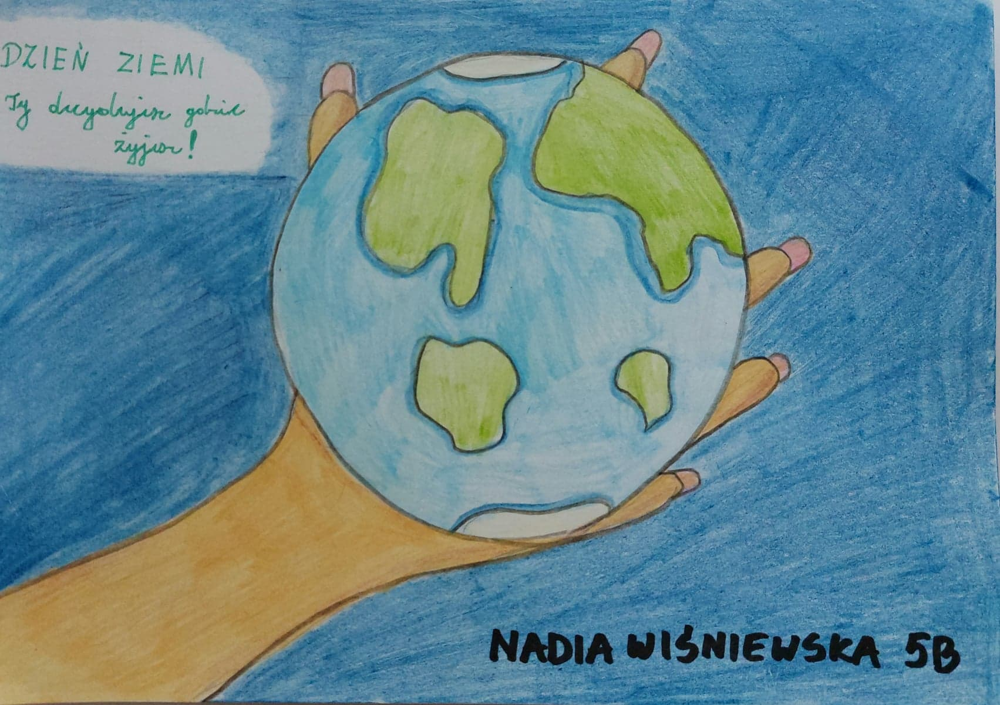 DZIEŃ ZIEMI
Ty decydujesz gdzie
żyjesz!
NADIA WIŚNIEWSKA 5B